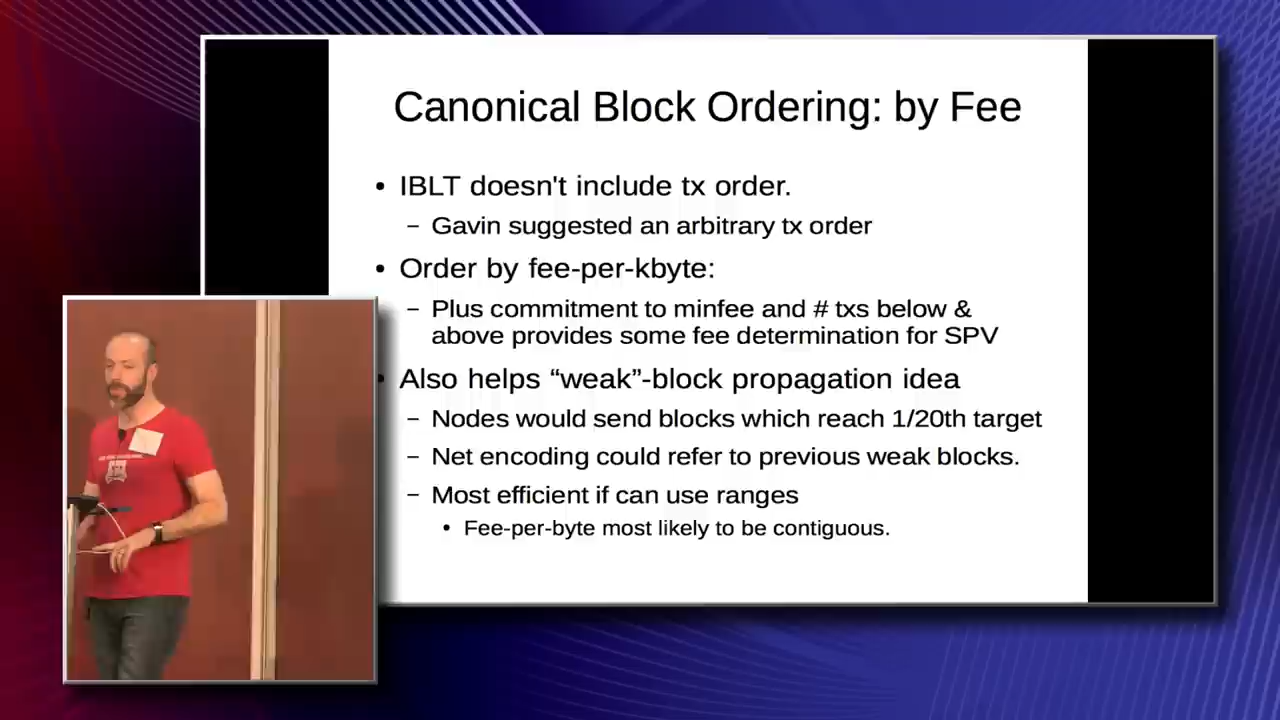 Canonical Block Ordering: by Fee
• IBLT doesn't include tx order.
– Gavin suggested an arbitrary tx order
• Order by fee-per-kbyte:
– Plus commitment to minfee and # txs below &
above provides some fee determination for SPV
• Also helps “weak”-block propagation idea
– Nodes would send blocks which reach 1/20th target
– Net encoding could refer to previous weak blocks.
– Most efficient if can use ranges
• Fee-per-byte most likely to be contiguous.